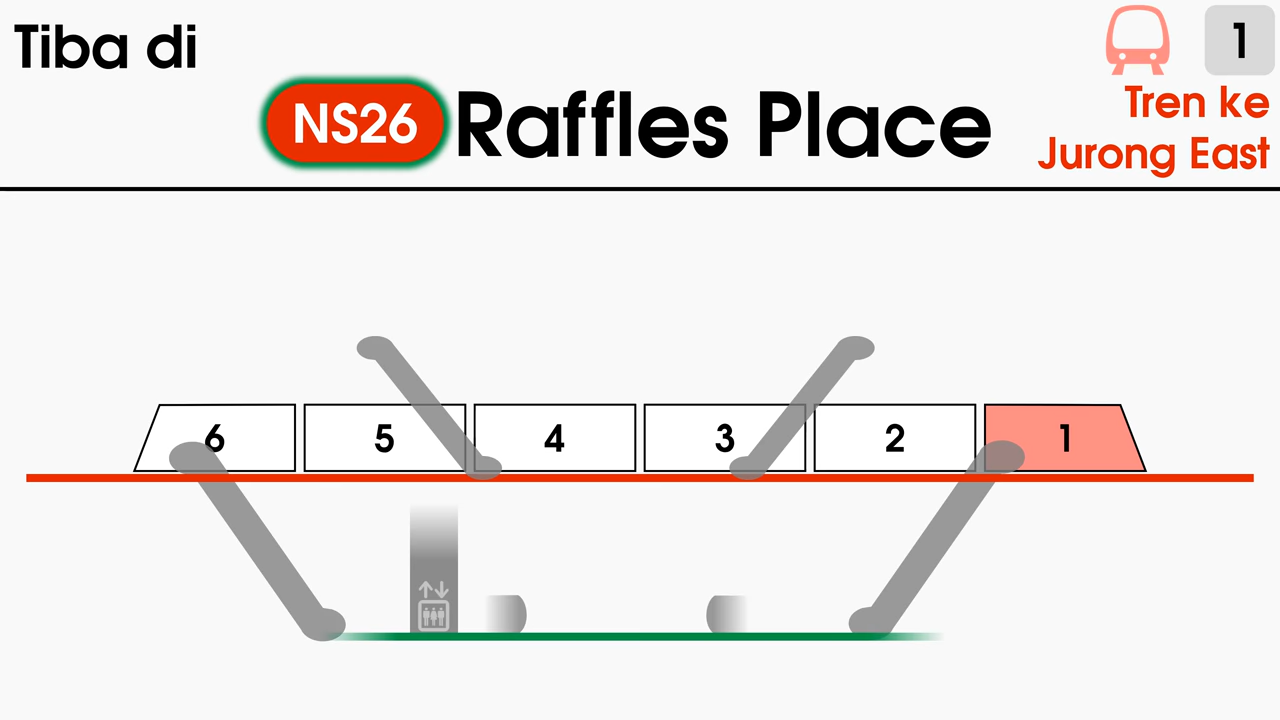 Tiba di
NS26 Raffles Place
1
Tren ke
Jurong East
6 5 4 3 2 1